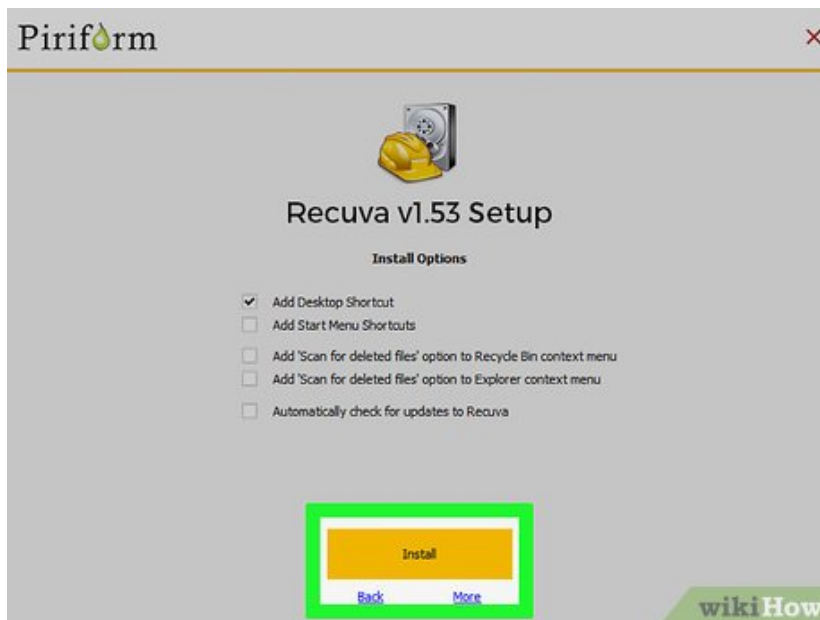 Piriform
Recuva v1.53 Setup
Install Options
Add Desktop Shortcut
Add Start Menu Shortcuts
Add 'Scan for deleted files' option to Recycle Bin context menu
Add 'Scan for deleted files' option to Explorer context menu
Automatically check for updates to Recuva
Install
Back More
wikiHow